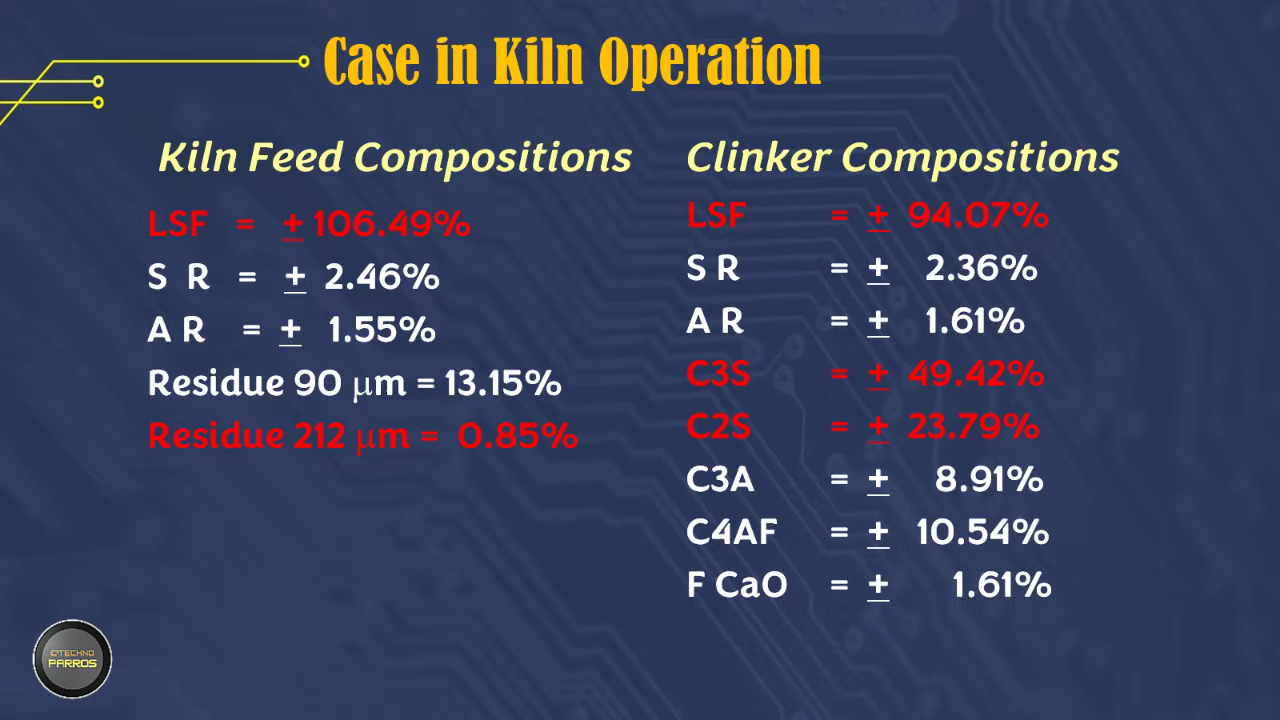 Case in Kiln Operation
Kiln Feed Compositions
LSF = ± 106.49%
S R = ± 2.46%
A R = ± 1.55%
Residue 90 μm = 13.15%
Residue 212 μm = 0.85%
Clinker Compositions
LSF = ± 94.07%
S R = ± 2.36%
A R = ± 1.61%
C3S = ± 49.42%
C2S = ± 23.79%
C3A = ± 8.91%
C4AF = ± 10.54%
F CaO = ± 1.61%
PARROS